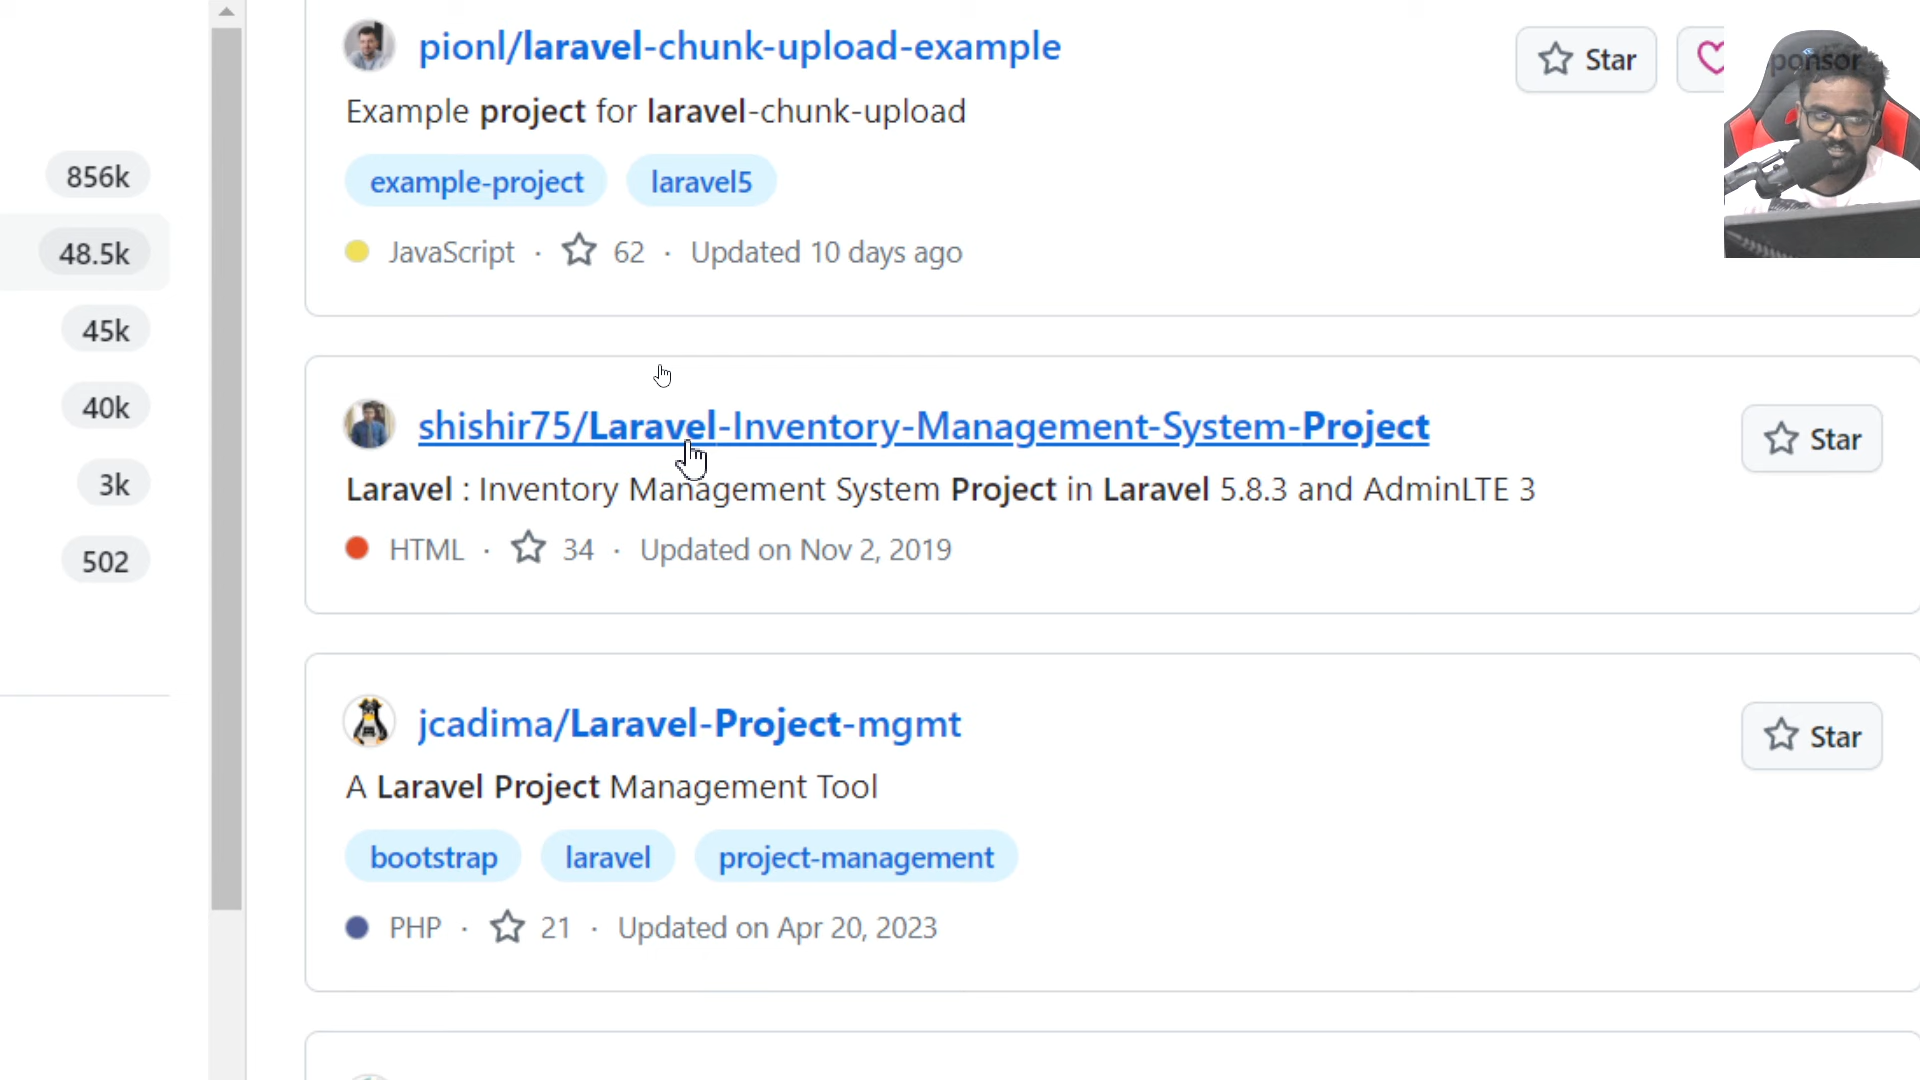 pionl/laravel-chunk-upload-example
Star
ponsor
Example project for laravel-chunk-upload
example-project laravel5
JavaScript · 62 · Updated 10 days ago
856k
48.5k
45k
40k
3k
502
shishir75/Laravel-Inventory-Management-System-Project
Star
Laravel : Inventory Management System Project in Laravel 5.8.3 and AdminLTE 3
HTML · 34 · Updated on Nov 2, 2019
jcadima/Laravel-Project-mgmt
Star
A Laravel Project Management Tool
bootstrap laravel project-management
PHP · 21 · Updated on Apr 20, 2023